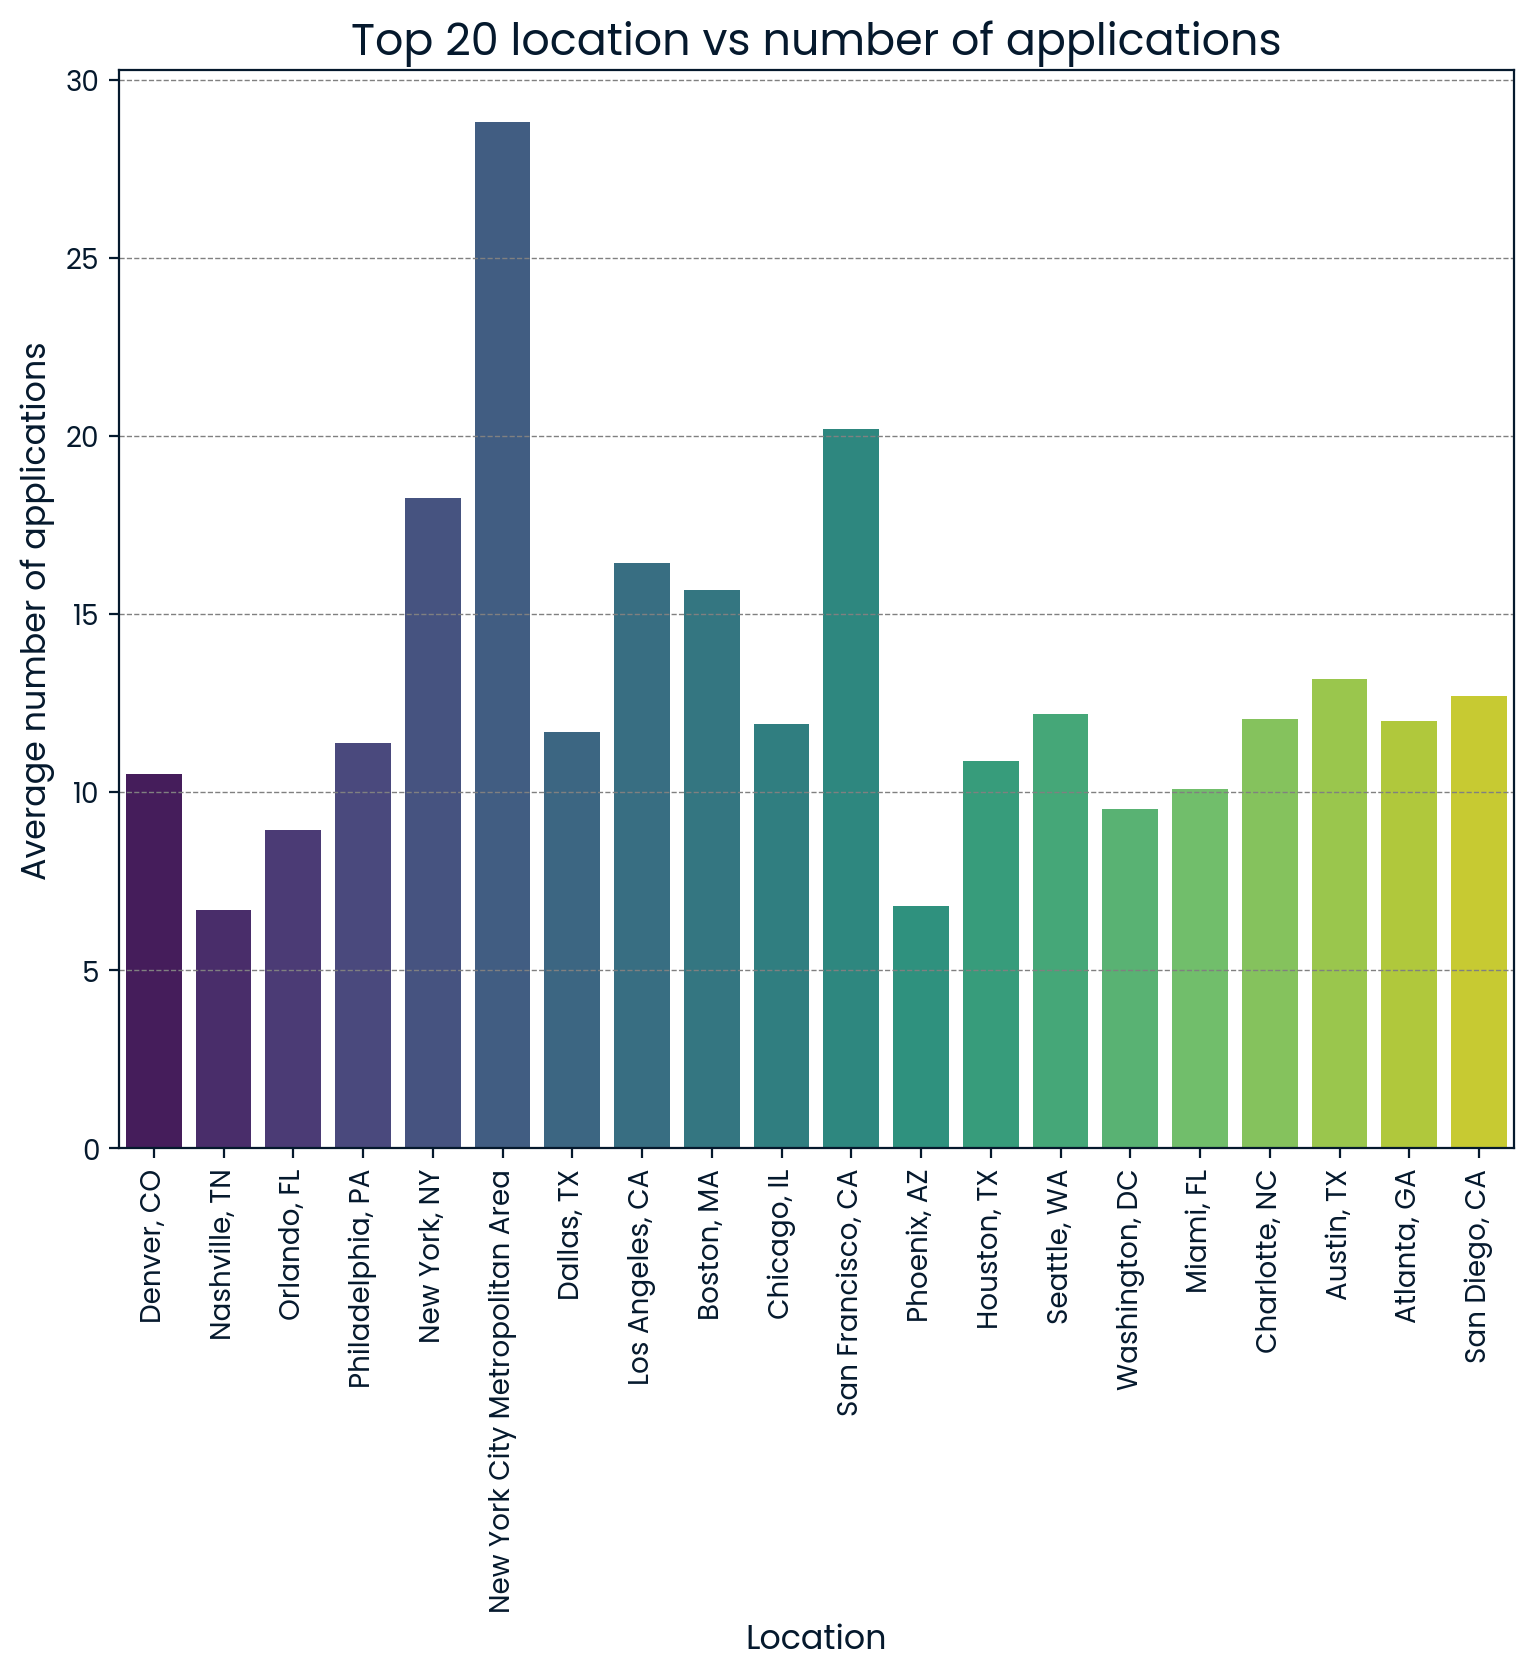 Top 20 location vs number of applications
Average number of applications
30
25
20
15
10
5
0
Denver, CO
Nashville, TN
Orlando, FL
Philadelphia, PA
New York, NY
New York City Metropolitan Area
Dallas, TX
Los Angeles, CA
Boston, MA
Chicago, IL
San Francisco, CA
Phoenix, AZ
Houston, TX
Seattle, WA
Washington, DC
Miami, FL
Charlotte, NC
Austin, TX
Atlanta, GA
San Diego, CA
Location